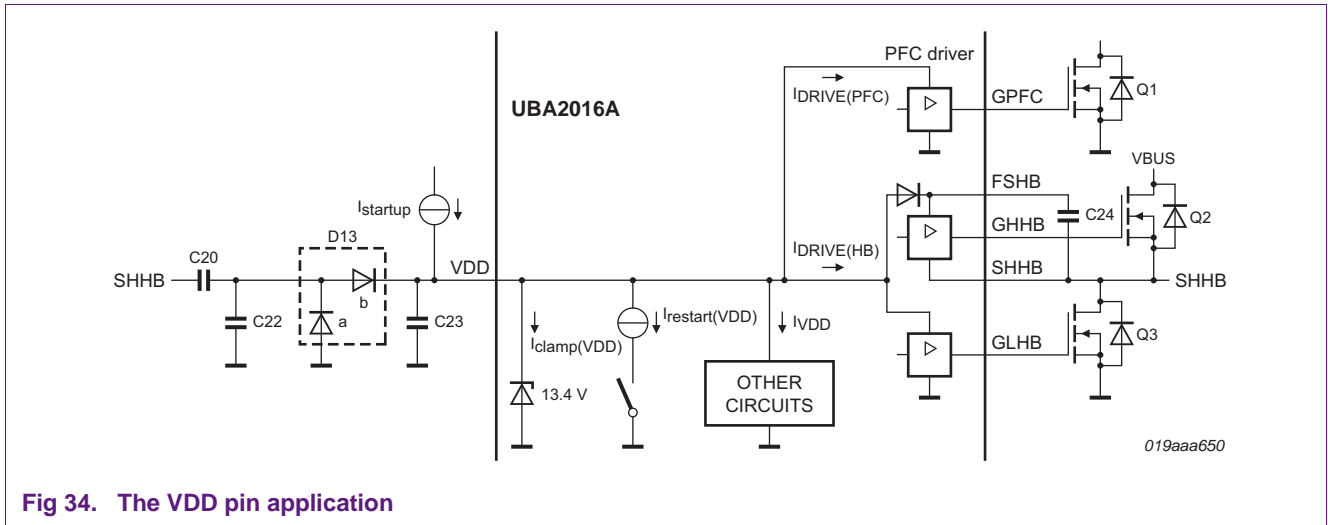 PFC driver
IDRIVE(PFC)
GPFC
Q1
UBA2016A
VBUS
FSHB
Istartup
C24
Q2
GHHB
D13
IDRIVE(HB)
C20
VDD
SHHB
SHHB
SHHB
b
C22
a
C23
Irestart(VDD)
IVDD
Iclamp(VDD)
GLHB
Q3
13.4 V
OTHER
CIRCUITS
019aaa650
Fig 34. The VDD pin application